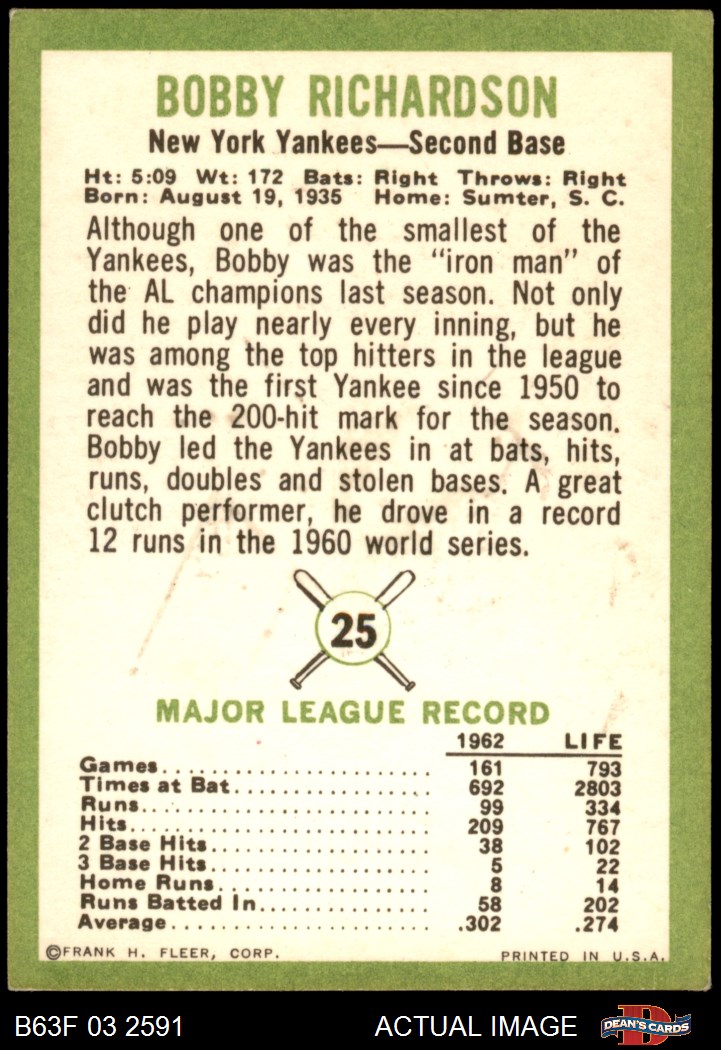 BOBBY RICHARDSON
New York Yankees—Second Base
Ht: 5:09 Wt: 172 Bats: Right Throws: Right
Born: August 19, 1935 Home: Sumter, S. C.
Although one of the smallest of the
Yankees, Bobby was the "iron man" of
the AL champions last season. Not only
did he play nearly every inning, but he
was among the top hitters in the league
and was the first Yankee since 1950 to
reach the 200-hit mark for the season.
Bobby led the Yankees in at bats, hits,
runs, doubles and stolen bases. A great
clutch performer, he drove in a record
12 runs in the 1960 world series.
25
MAJOR LEAGUE RECORD
1962 LIFE
Games 161 793
Times at Bat 692 2803
Runs 99 334
Hits 209 767
2 Base Hits 38 102
3 Base Hits 5 22
Home Runs 8 14
Runs Batted In 58 202
Average .302 .274
©FRANK H. FLEER, CORP. PRINTED IN U.S.A.
B63F 03 2591 ACTUAL IMAGE DEAN'S CARDS